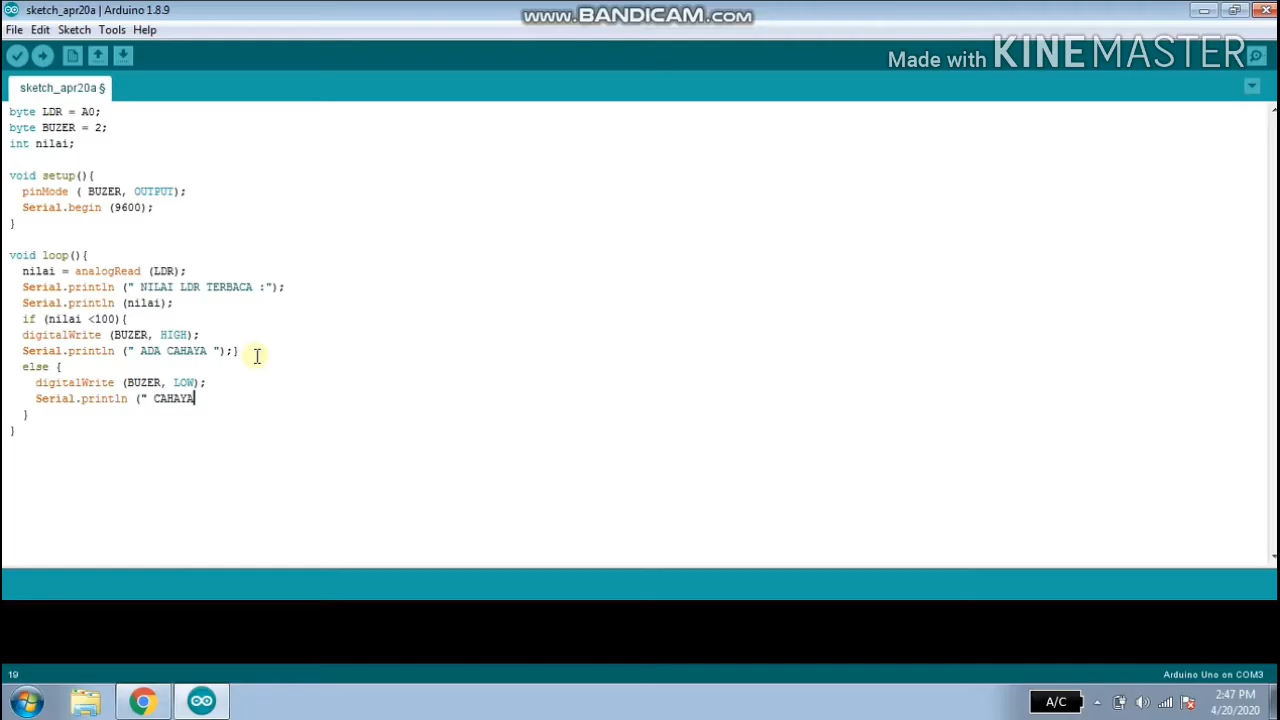 sketch_apr20a | Arduino 1.8.9
www.BANDICAM.com
File Edit Sketch Tools Help
Made with KINEMASTER
sketch_apr20a §
byte LDR = A0;
byte BUZER = 2;
int nilai;
void setup(){
pinMode ( BUZER, OUTPUT);
Serial.begin (9600);
}
void loop(){
nilai = analogRead (LDR);
Serial.println (" NILAI LDR TERBACA :");
Serial.println (nilai);
if (nilai <100){
digitalWrite (BUZER, HIGH);
Serial.println (" ADA CAHAYA ");}
else {
digitalWrite (BUZER, LOW);
Serial.println (" CAHAYA
}
}
19
Arduino Uno on COM3
A/C
2:47 PM
4/20/2020